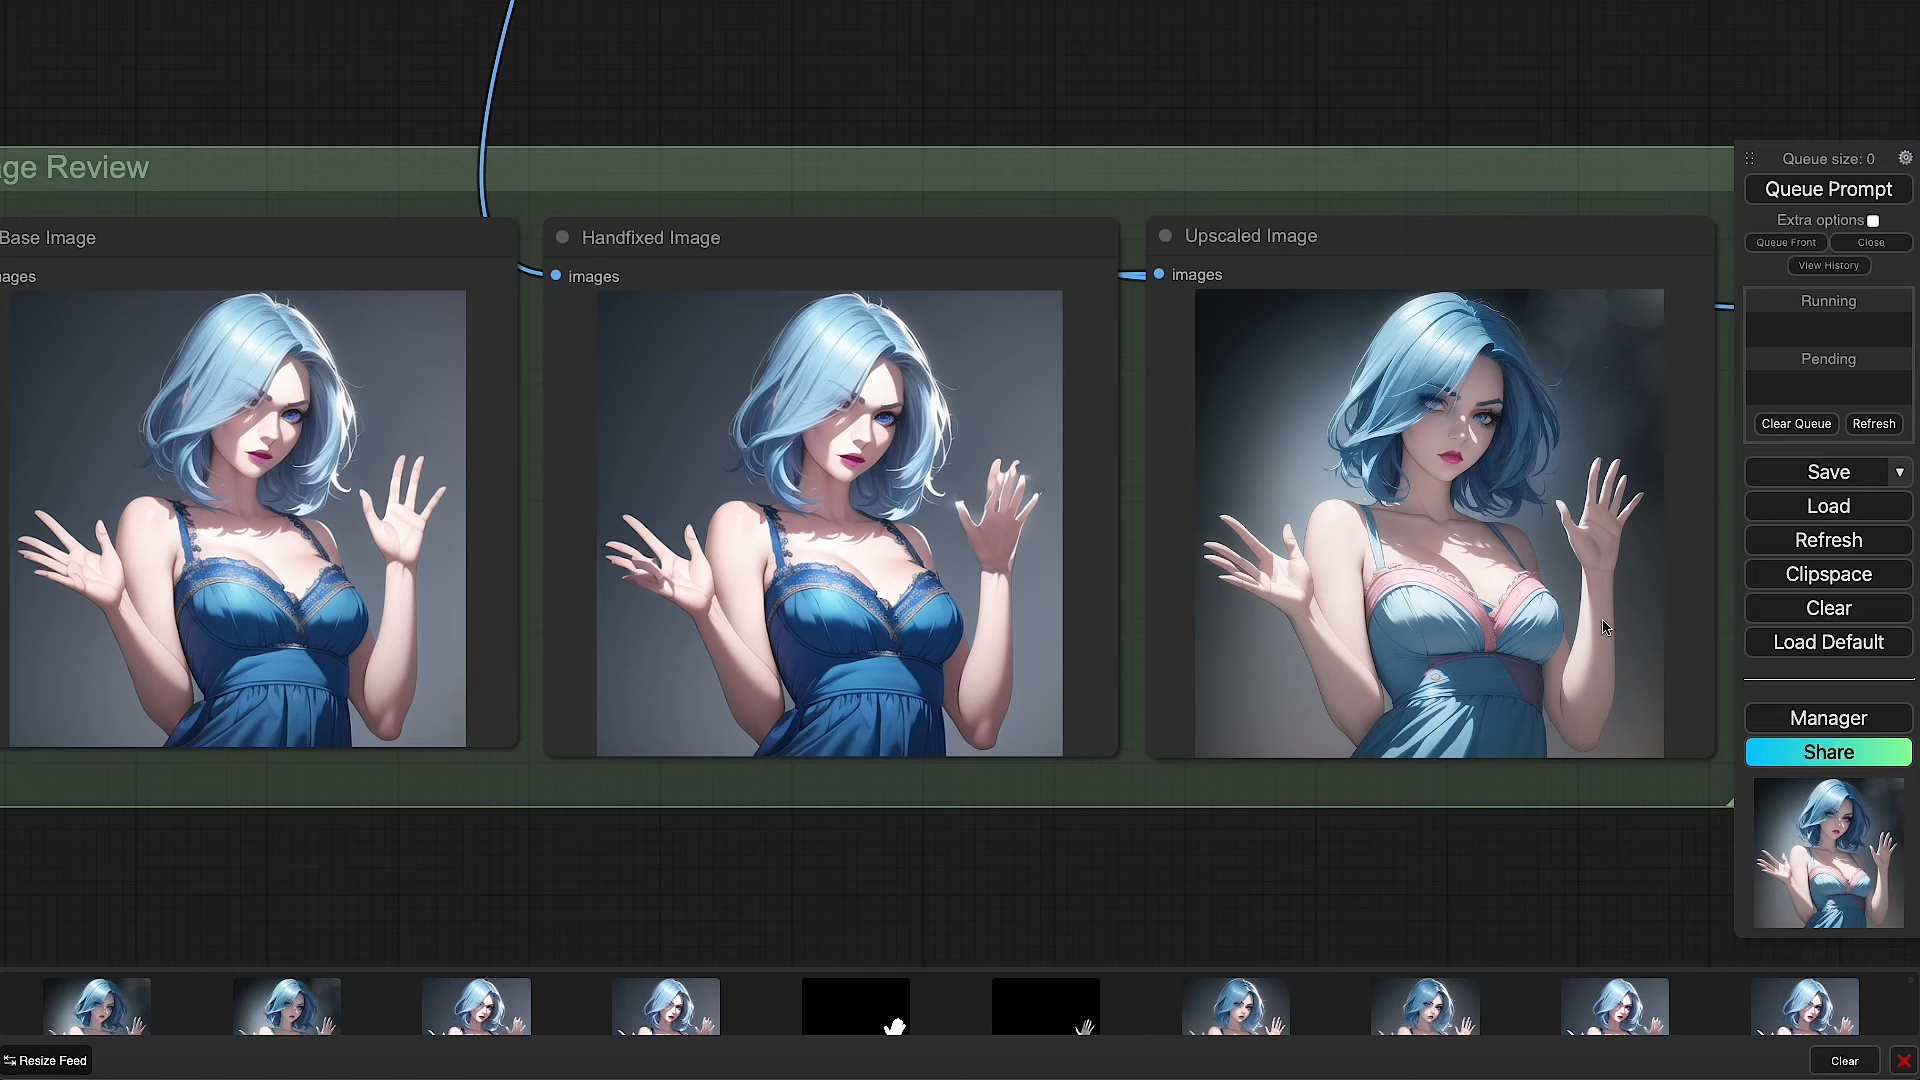 ge Review
Base Image
ages
Handfixed Image
images
Upscaled Image
images
Queue size: 0
Queue Prompt
Extra options
Queue Front
Close
View History
Running
Pending
Clear Queue
Refresh
Save
Load
Refresh
Clipspace
Clear
Load Default
Manager
Share
Resize Feed
Clear